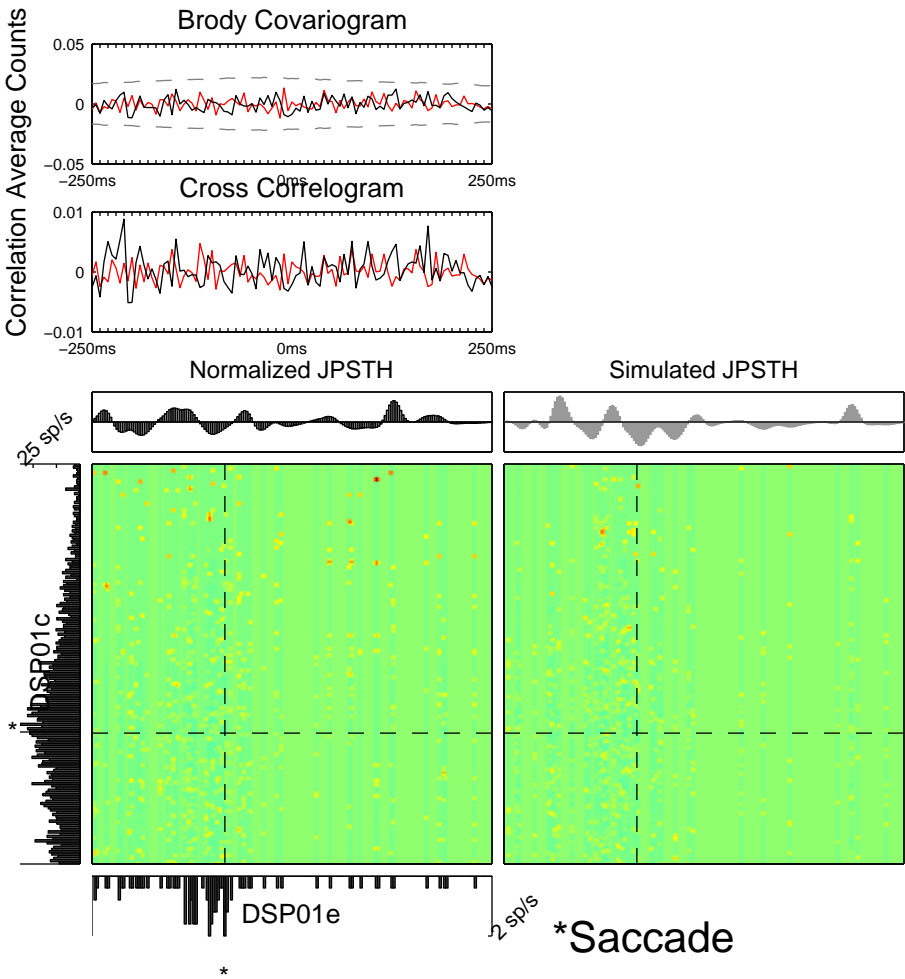 Brody Covariogram
Correlation Average Counts
0.05
0
−0.05
−250ms
0ms
250ms
Cross Correlogram
0.01
0
−0.01
−250ms
0ms
250ms
Normalized JPSTH
Simulated JPSTH
25 sp/s
DSP01c
*
DSP01e
2 sp/s
*Saccade
*